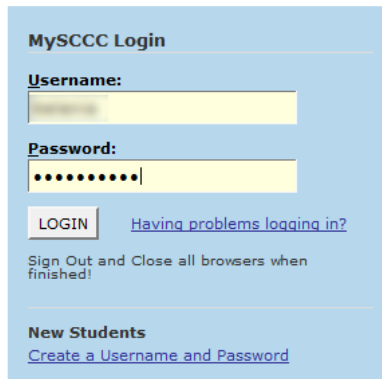 MySCCC Login
Username:
Password:
••••••••••
LOGIN Having problems logging in?
Sign Out and Close all browsers when
finished!
New Students
Create a Username and Password